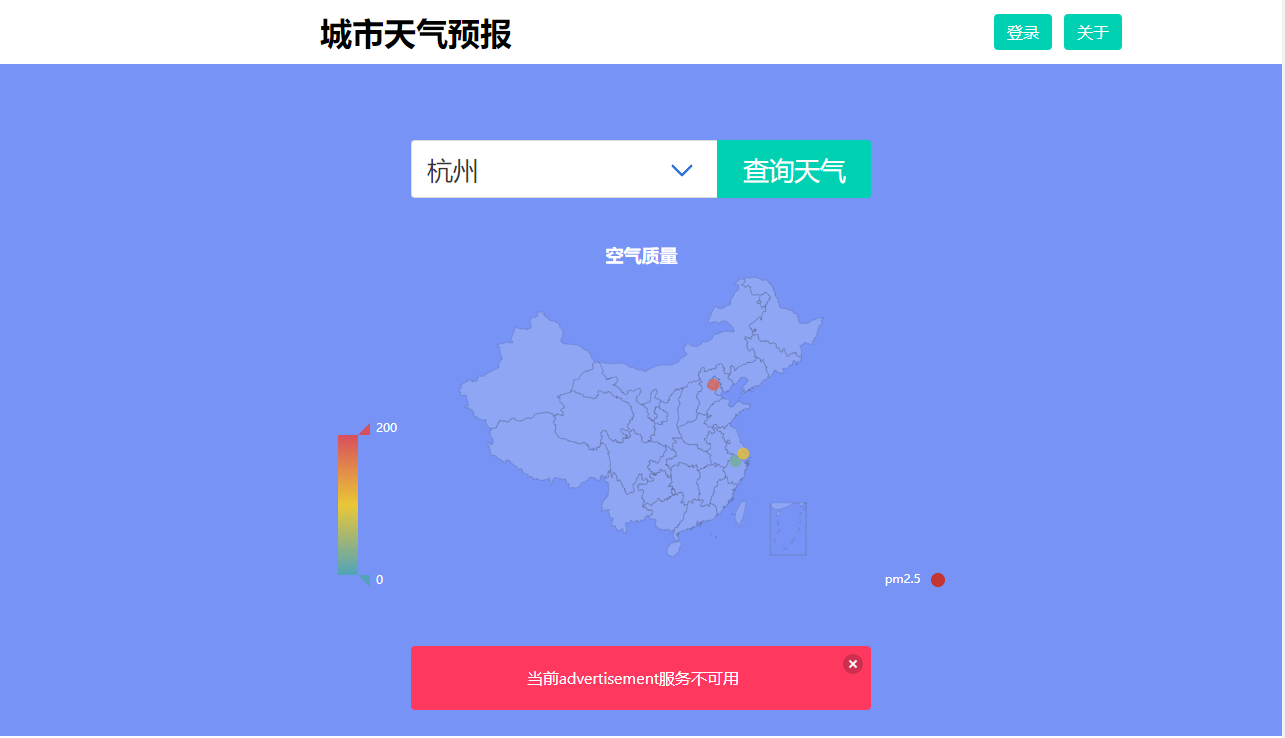 城市天气预报
登录
关于
杭州
查询天气
空气质量
200
0
pm2.5
当前advertisement服务不可用